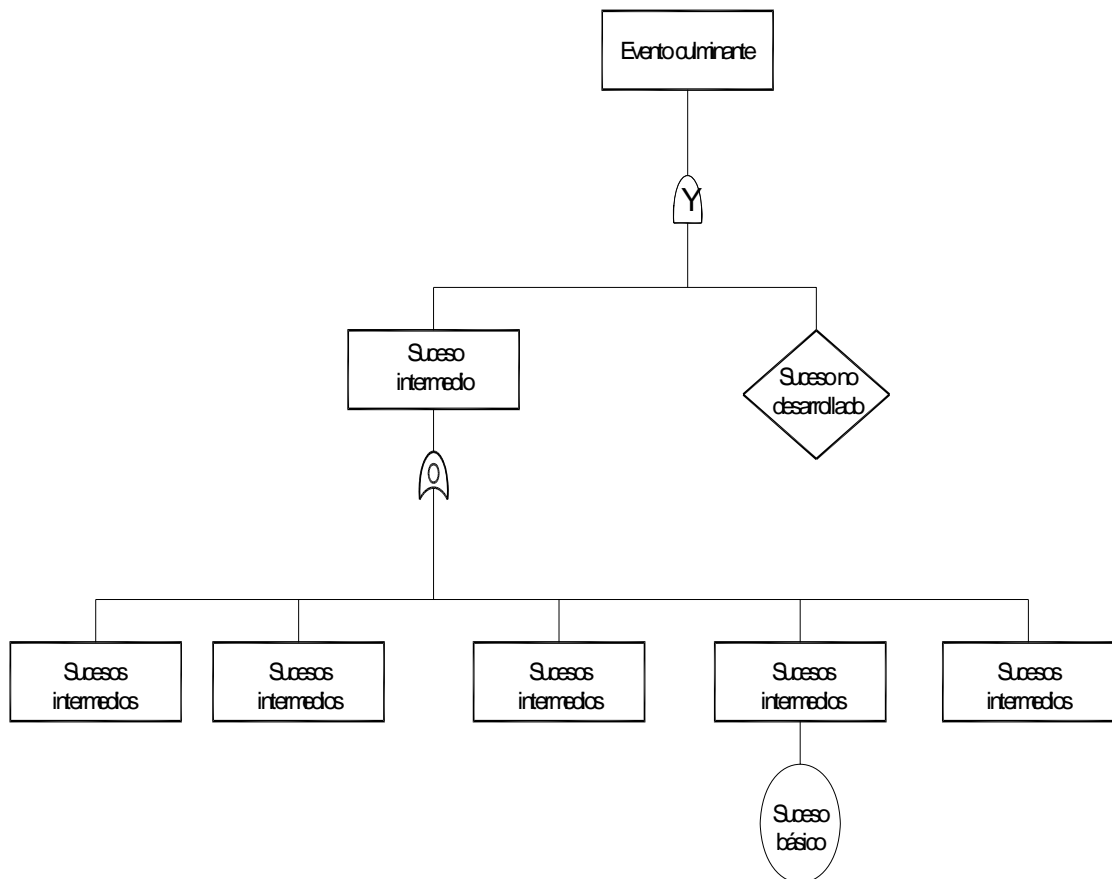 Evento culminante
Y
Suceso
intermedio
Suceso no
desarrollado
O
Sucesos
intermedios
Sucesos
intermedios
Sucesos
intermedios
Sucesos
intermedios
Sucesos
intermedios
Suceso
básico